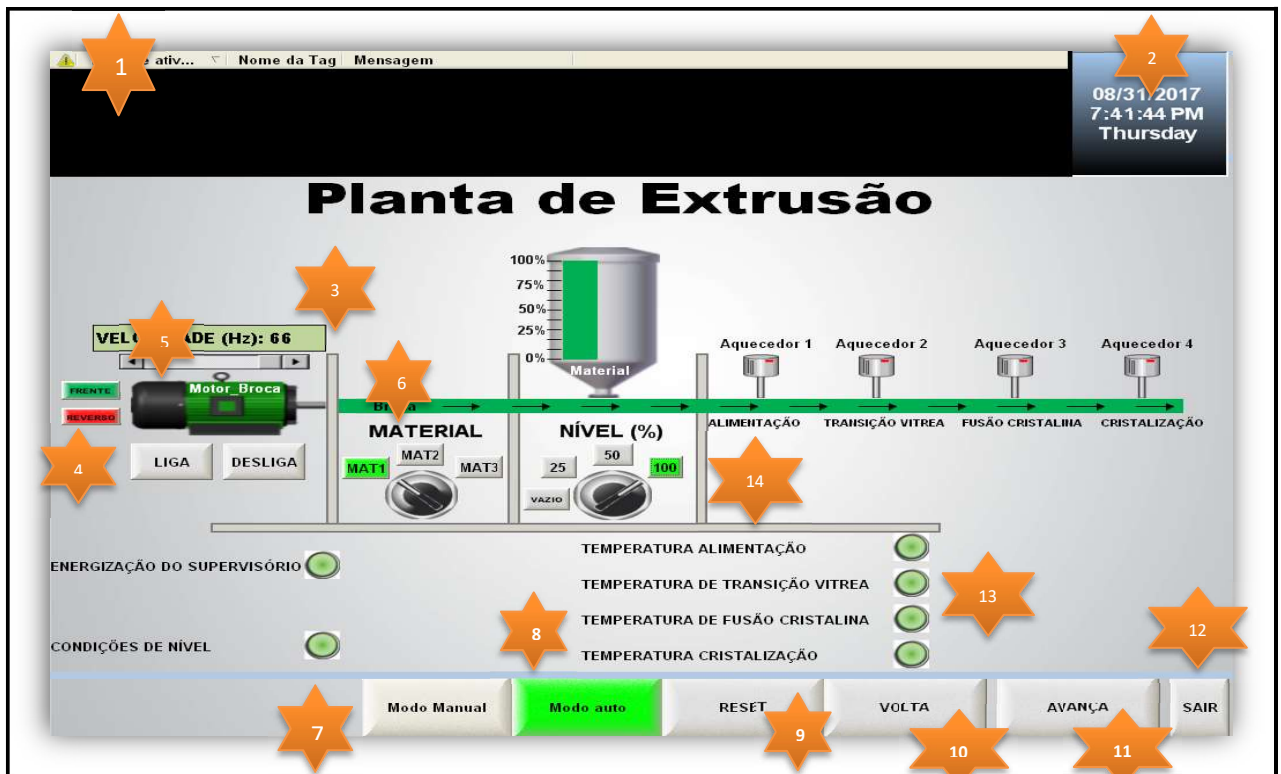 1
2
ativ... Nome da Tag Mensagem
08/31/2017
7:41:44 PM
Thursday
Planta de Extrusão
3
100%
75%
50%
25%
0%
Material
5
(Hz): 66
Aquecedor 1 Aquecedor 2 Aquecedor 3 Aquecedor 4
FRENTE
REVERSO
Motor_Broca
6
Broca
ALIMENTAÇÃO TRANSIÇÃO VITREA FUSÃO CRISTALINA CRISTALIZAÇÃO
MATERIAL
NÍVEL (%)
4
LIGA DESLIGA
MAT1 MAT2 MAT3
VAZIO 25 50 100
14
ENERGIZAÇÃO DO SUPERVISÓRIO
CONDIÇÕES DE NÍVEL
TEMPERATURA ALIMENTAÇÃO
TEMPERATURA DE TRANSIÇÃO VITREA
TEMPERATURA DE FUSÃO CRISTALINA
TEMPERATURA CRISTALIZAÇÃO
13
8
12
7
Modo Manual Modo auto RESET VOLTA AVANÇA SAIR
9
10
11